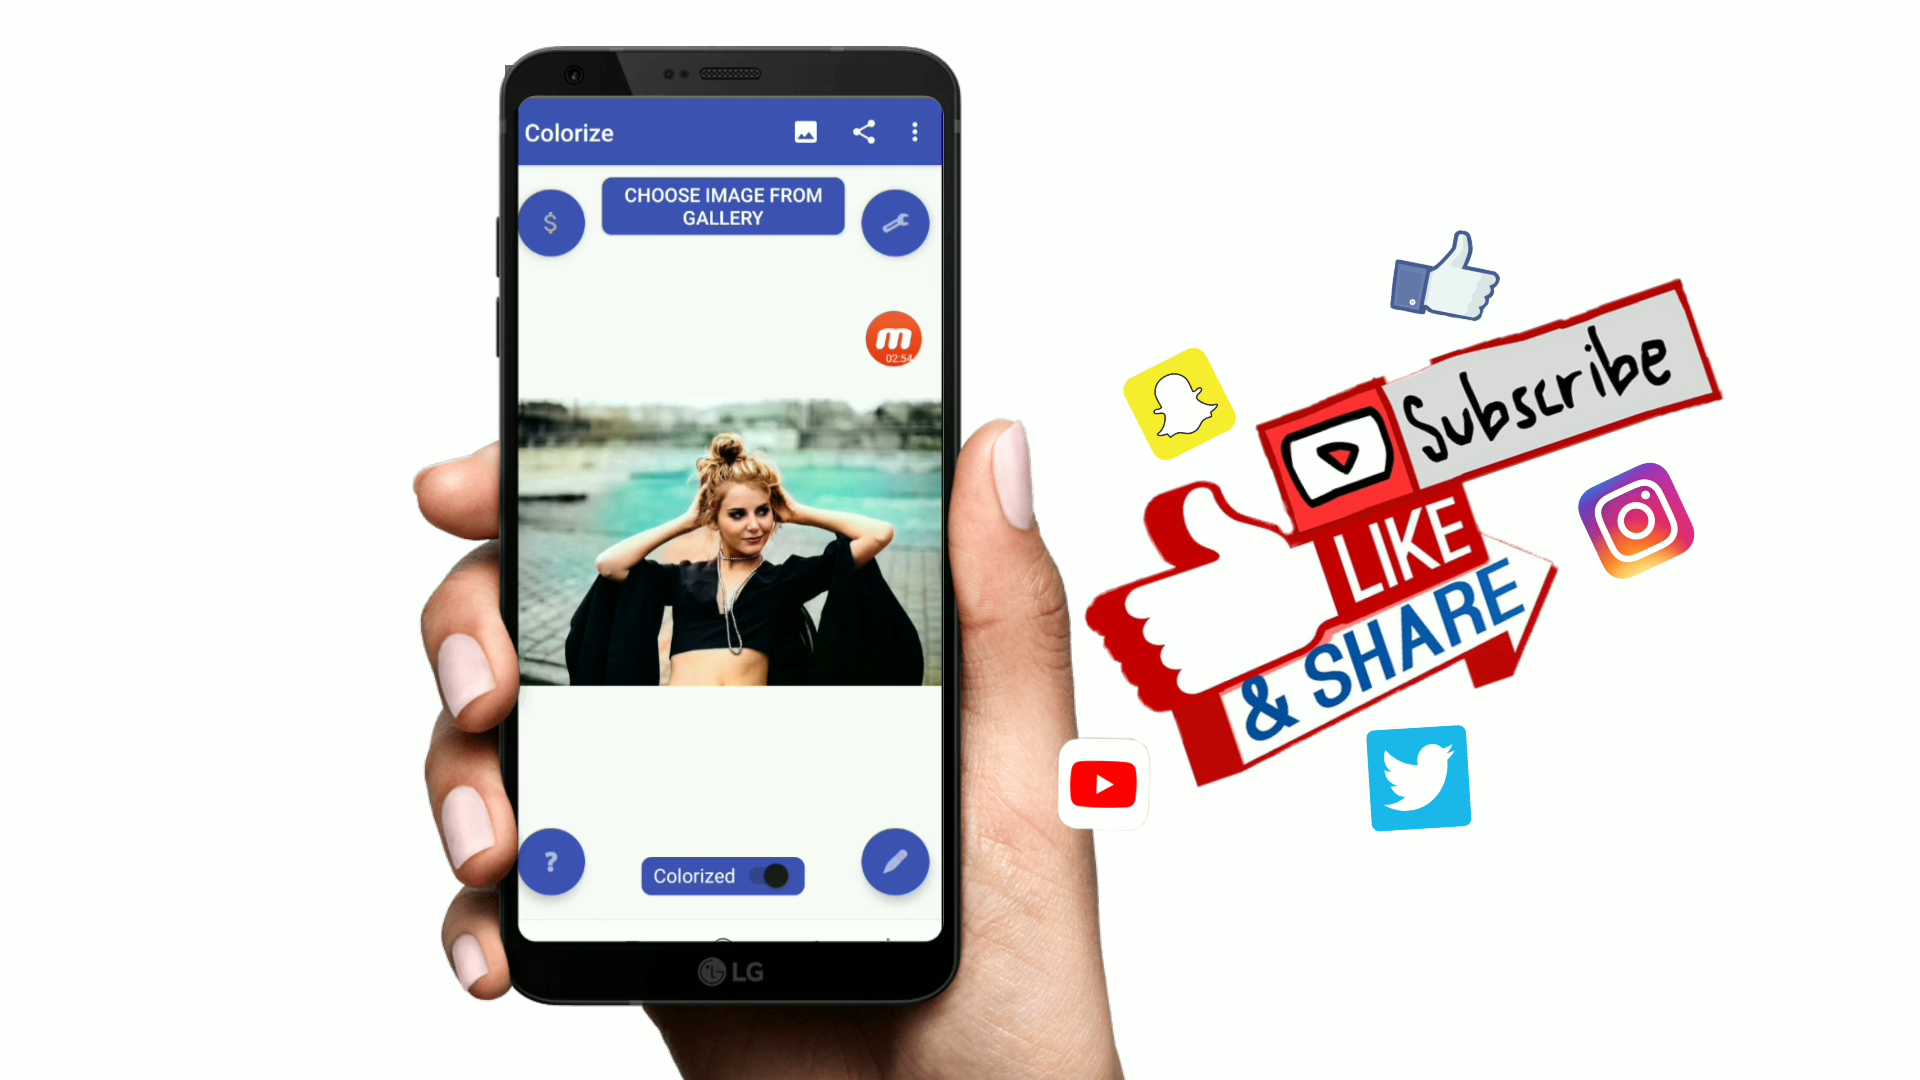 Colorize
CHOOSE IMAGE FROM
GALLERY
$
m
02:54
?
Colorized
LG
Subscribe
LIKE
& SHARE